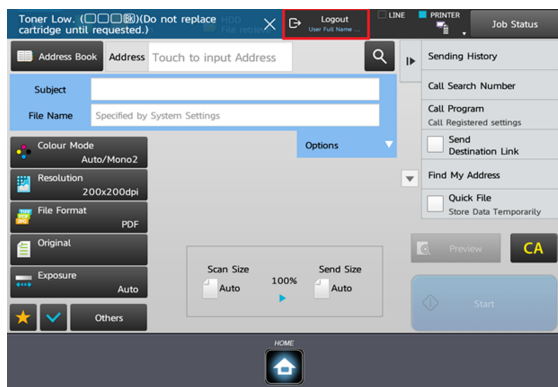 Toner Low. (□□□▩)(Do not replace
cartridge until requested.)
Logout
User Full Name ...
LINE
PRINTER
Job Status
Address Book
Address
Touch to input Address
Sending History
Subject
Call Search Number
File Name
Specified by System Settings
Call Program
Call Registered settings
Colour Mode
Auto/Mono2
Options
Send
Destination Link
Resolution
200x200dpi
Find My Address
File Format
PDF
Quick File
Store Data Temporarily
Original
Preview
CA
Exposure
Auto
Scan Size
Auto
100%
Send Size
Auto
Start
Others
HOME